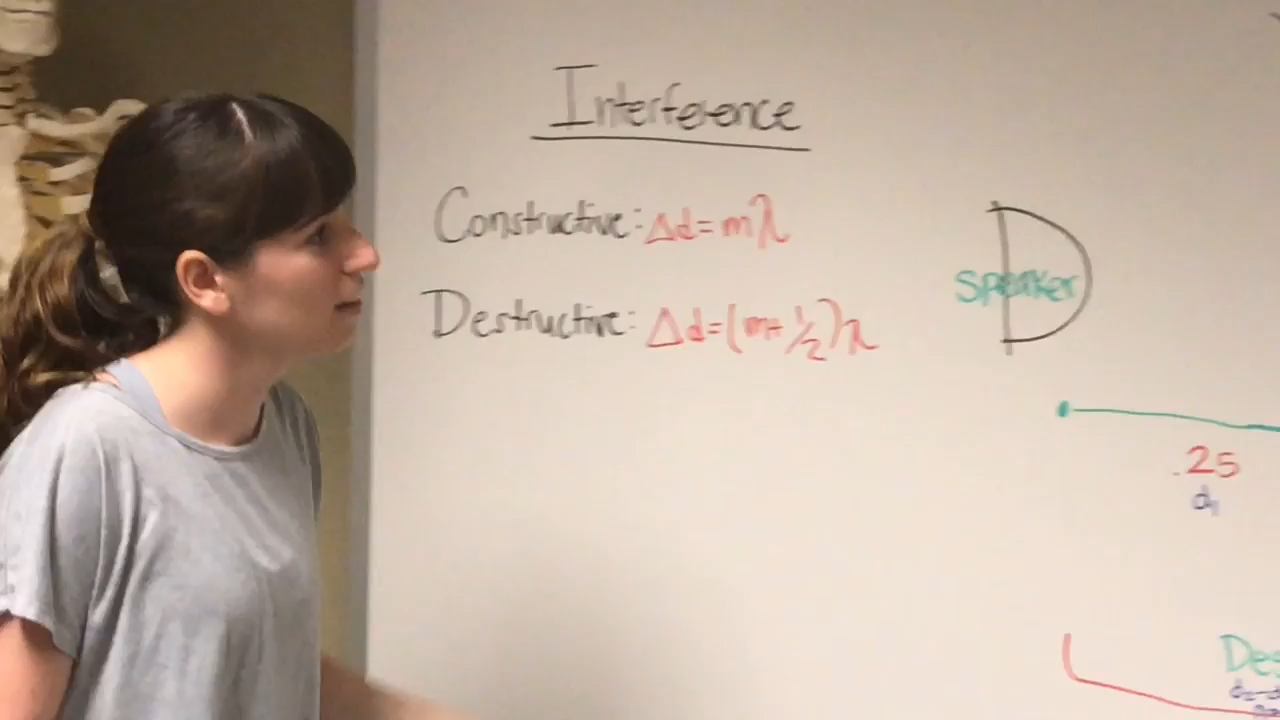 Interference
Constructive: Δd=mλ
Destructive: Δd=(m+1/2)λ
speaker
.25
d₁